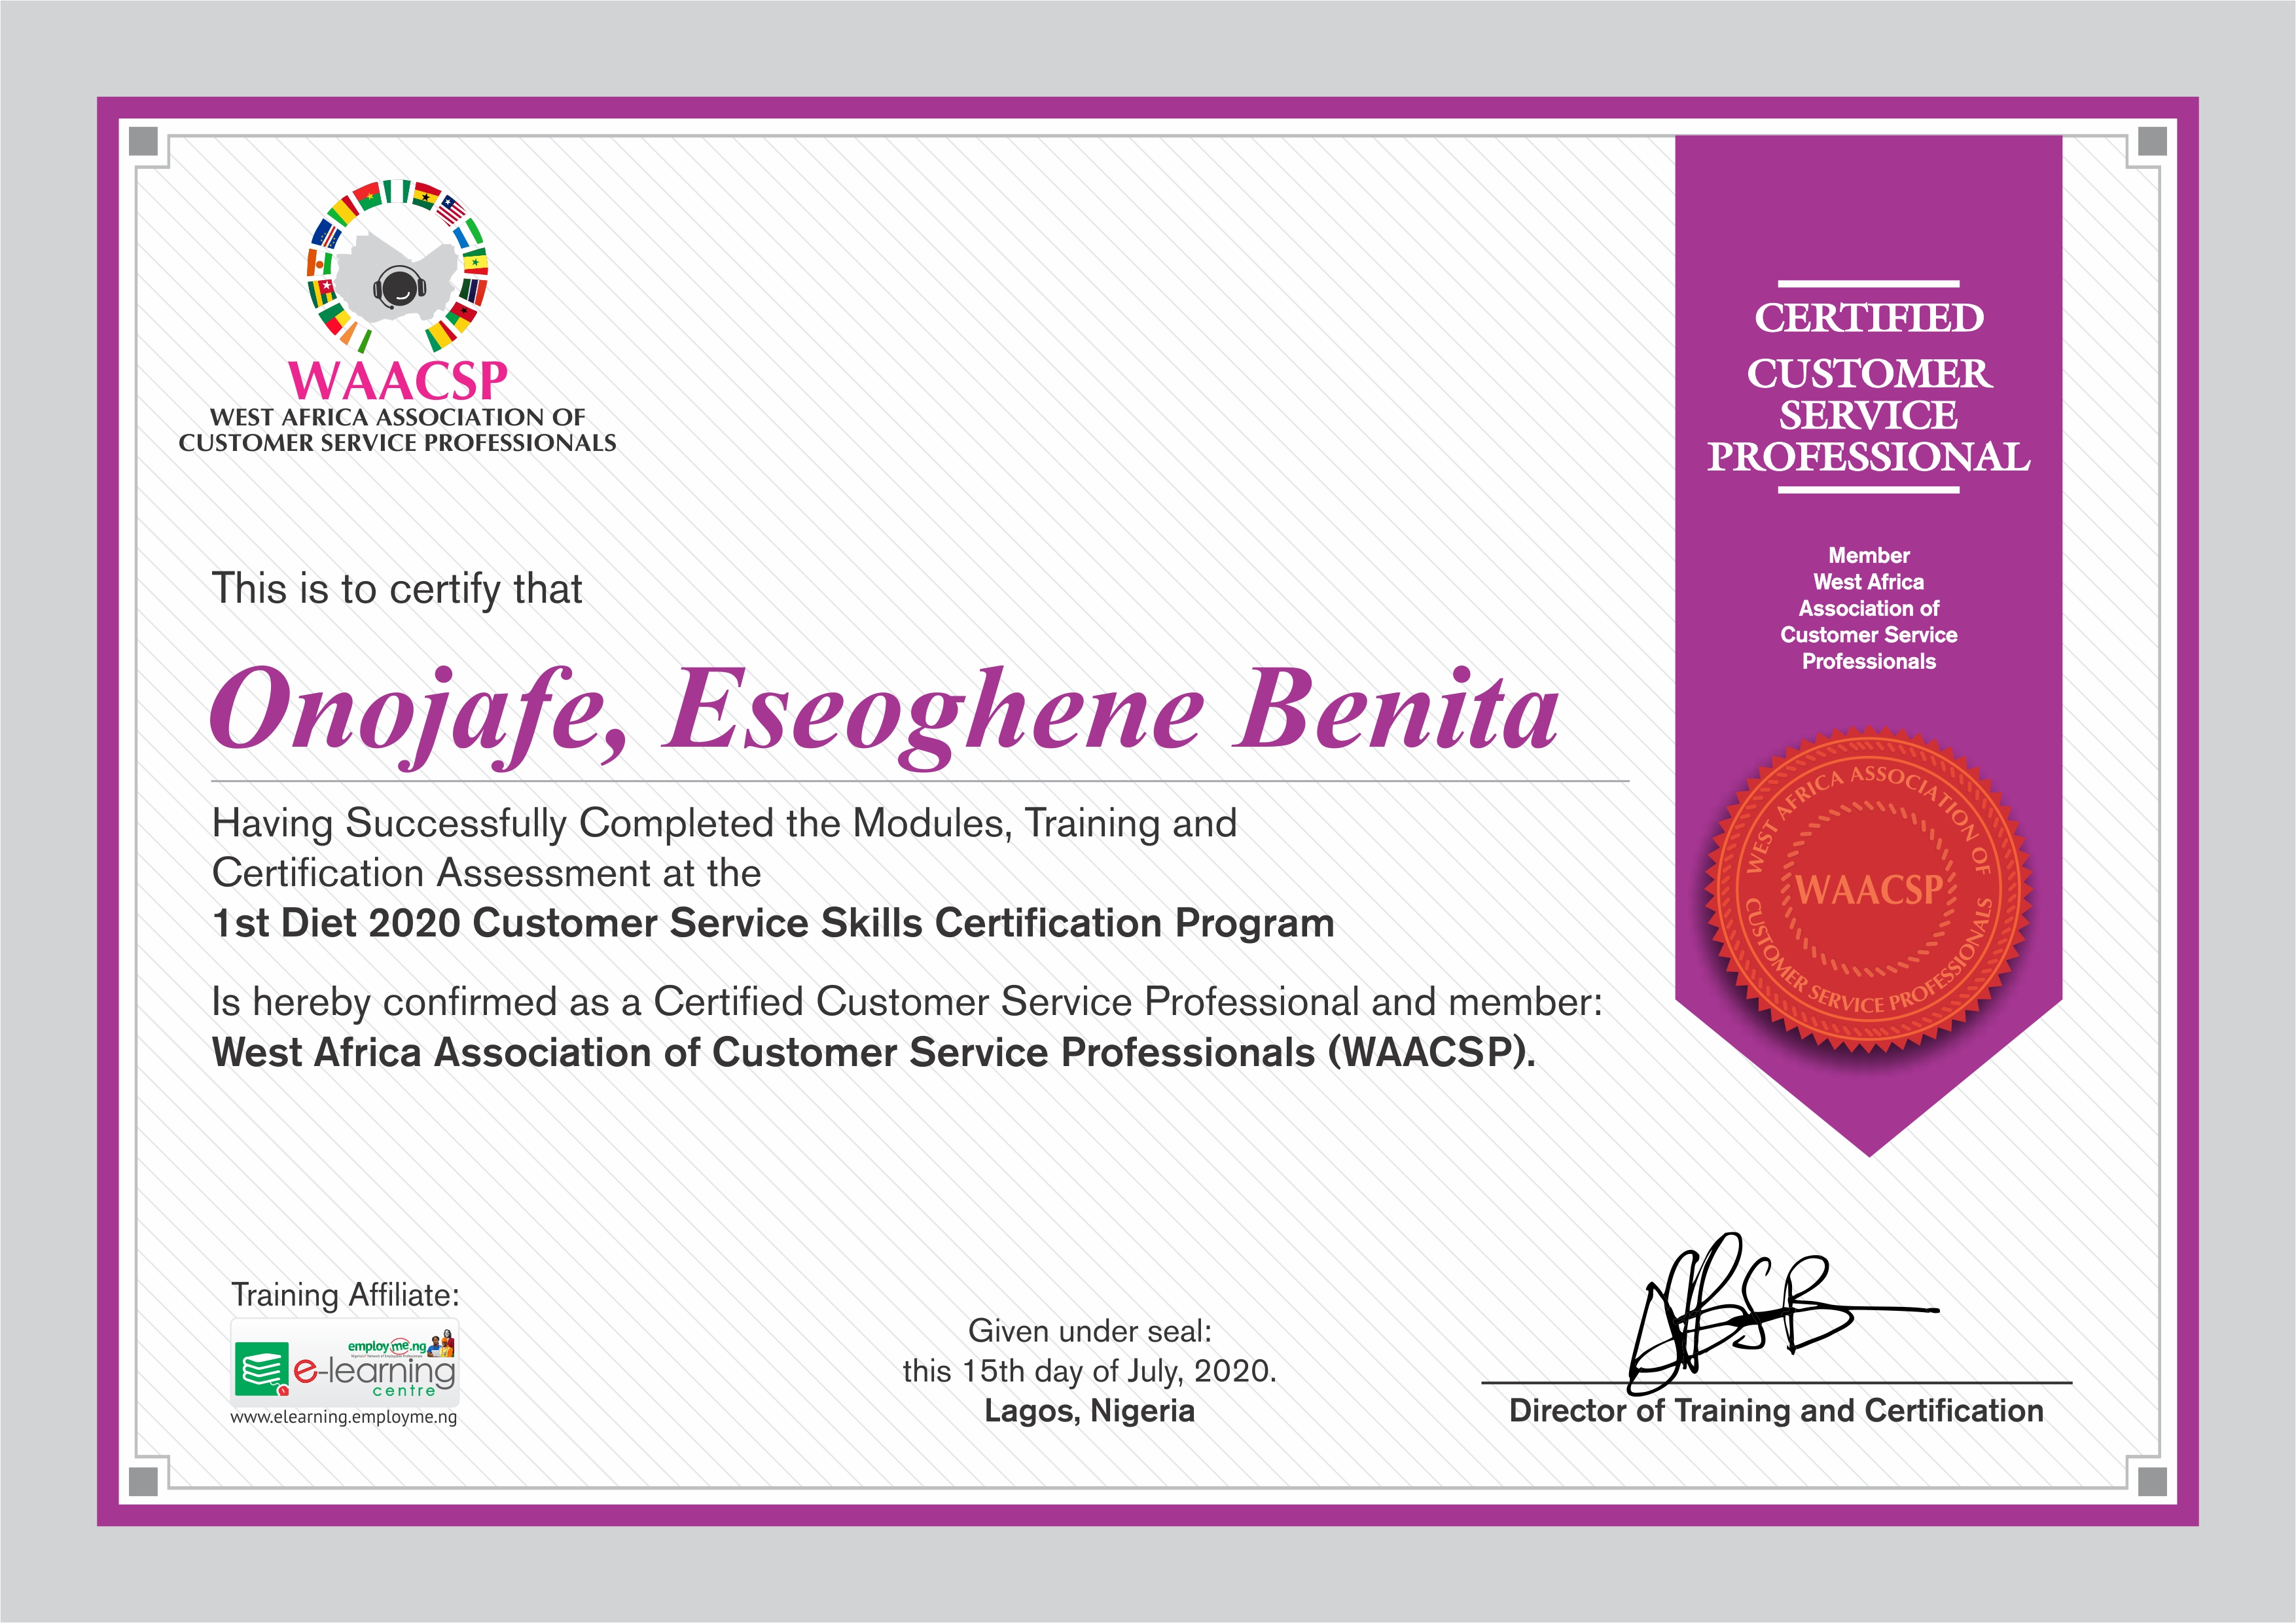 WAACSP
WEST AFRICA ASSOCIATION OF
CUSTOMER SERVICE PROFESSIONALS
CERTIFIED
CUSTOMER
SERVICE
PROFESSIONAL
Member
West Africa
Association of
Customer Service
Professionals
This is to certify that
Onojafe, Eseoghene Benita
Having Successfully Completed the Modules, Training and
Certification Assessment at the
1st Diet 2020 Customer Service Skills Certification Program
Is hereby confirmed as a Certified Customer Service Professional and member:
West Africa Association of Customer Service Professionals (WAACSP).
WEST AFRICA ASSOCIATION OF
WAACSP
CUSTOMER SERVICE PROFESSIONALS
Training Affiliate:
employme.ng
e-learning
centre
www.elearning.employme.ng
Given under seal:
this 15th day of July, 2020.
Lagos, Nigeria
Director of Training and Certification